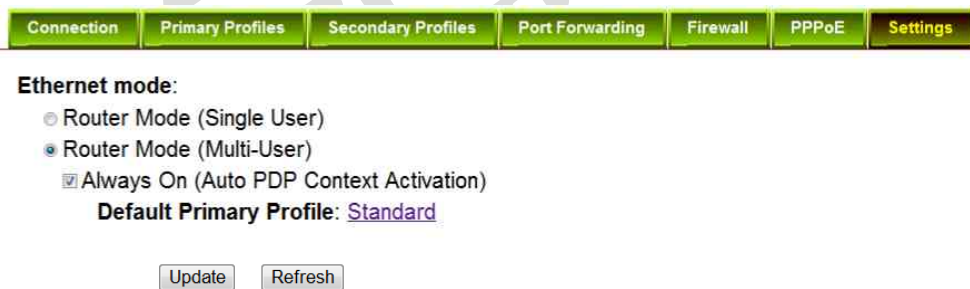 Connection Primary Profiles Secondary Profiles Port Forwarding Firewall PPPoE Settings
Ethernet mode:
Router Mode (Single User)
Router Mode (Multi-User)
Always On (Auto PDP Context Activation)
Default Primary Profile: Standard
Update Refresh